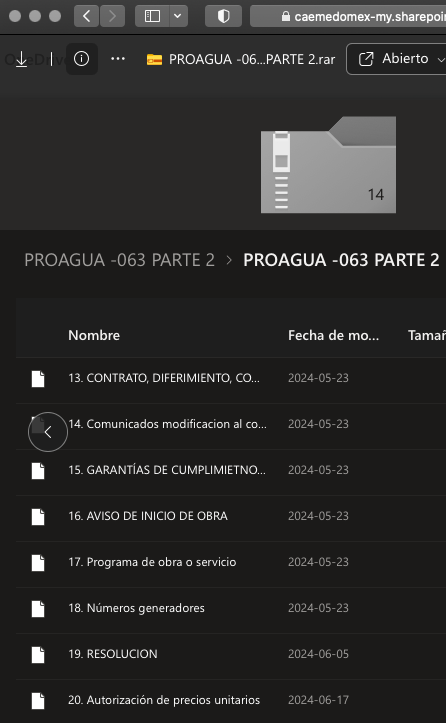 caemedomex-my.sharepoin
PROAGUA -06...PARTE 2.rar
Abierto
14
PROAGUA -063 PARTE 2 > PROAGUA -063 PARTE 2
Nombre Fecha de mo... Tamañ
13. CONTRATO, DIFERIMIENTO, CO... 2024-05-23
14. Comunicados modificacion al co... 2024-05-23
15. GARANTÍAS DE CUMPLIMIETNO... 2024-05-23
16. AVISO DE INICIO DE OBRA 2024-05-23
17. Programa de obra o servicio 2024-05-23
18. Números generadores 2024-05-23
19. RESOLUCION 2024-06-05
20. Autorización de precios unitarios 2024-06-17